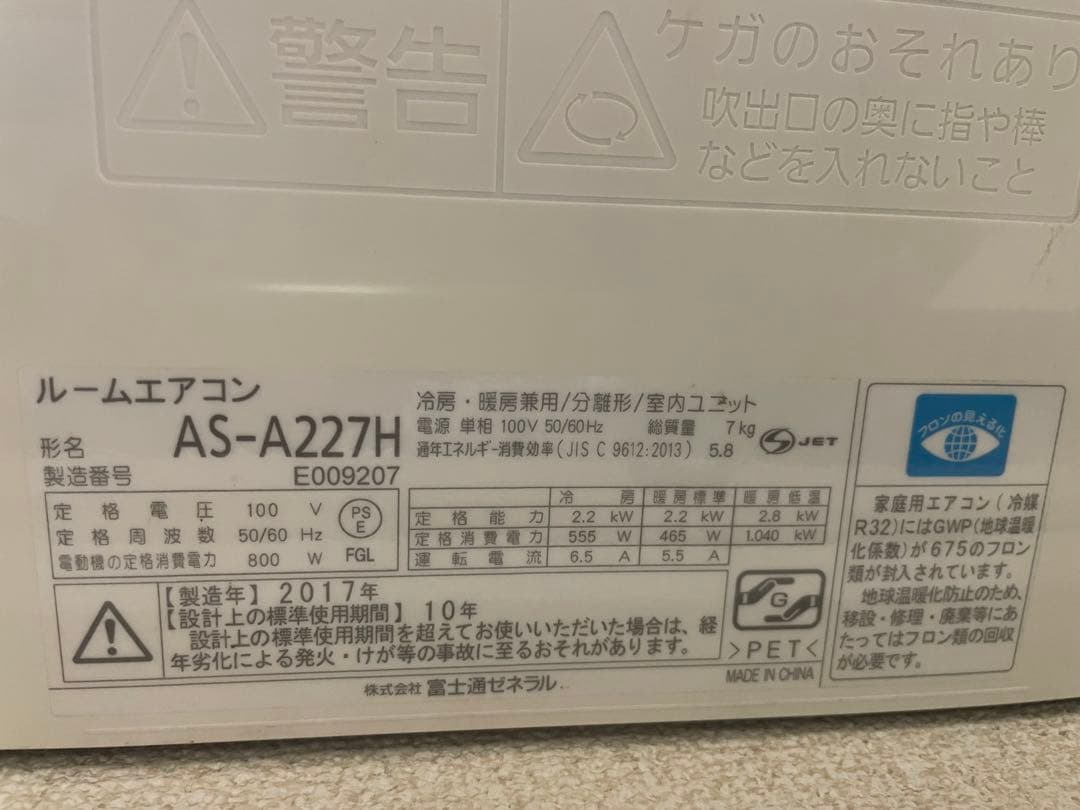 警告
ケガのおそれあり
吹出口の奥に指や棒
などを入れないこと
ルームエアコン
形名 AS-A227H
製造番号 E009207
冷房・暖房兼用/分離形/室内ユニット
電源 単相 100V 50/60Hz 総質量 7kg
通年エネルギー消費効率(JIS C 9612:2013) 5.8
S JET
定格電圧 100 V
定格周波数 50/60 Hz
電動機の定格消費電力 800 W
PS
E
FGL
冷房 暖房標準 暖房低温
定格能力 2.2 kW 2.2 kW 2.8 kW
定格消費電力 555 W 465 W 1.040 kW
運転電流 6.5 A 5.5 A
【製造年】2017年
【設計上の標準使用期間】10年
設計上の標準使用期間を超えてお使いいただいた場合は、経
年劣化による発火・けが等の事故に至るおそれがあります。
G
>PET<
MADE IN CHINA
株式会社 富士通ゼネラル
フロンの見える化
家庭用エアコン(冷媒
R32)にはGWP(地球温暖
化係数)が675のフロン
類が封入されています。
地球温暖化防止のため、
移設・修理・廃棄等にあ
たってはフロン類の回収
が必要です。